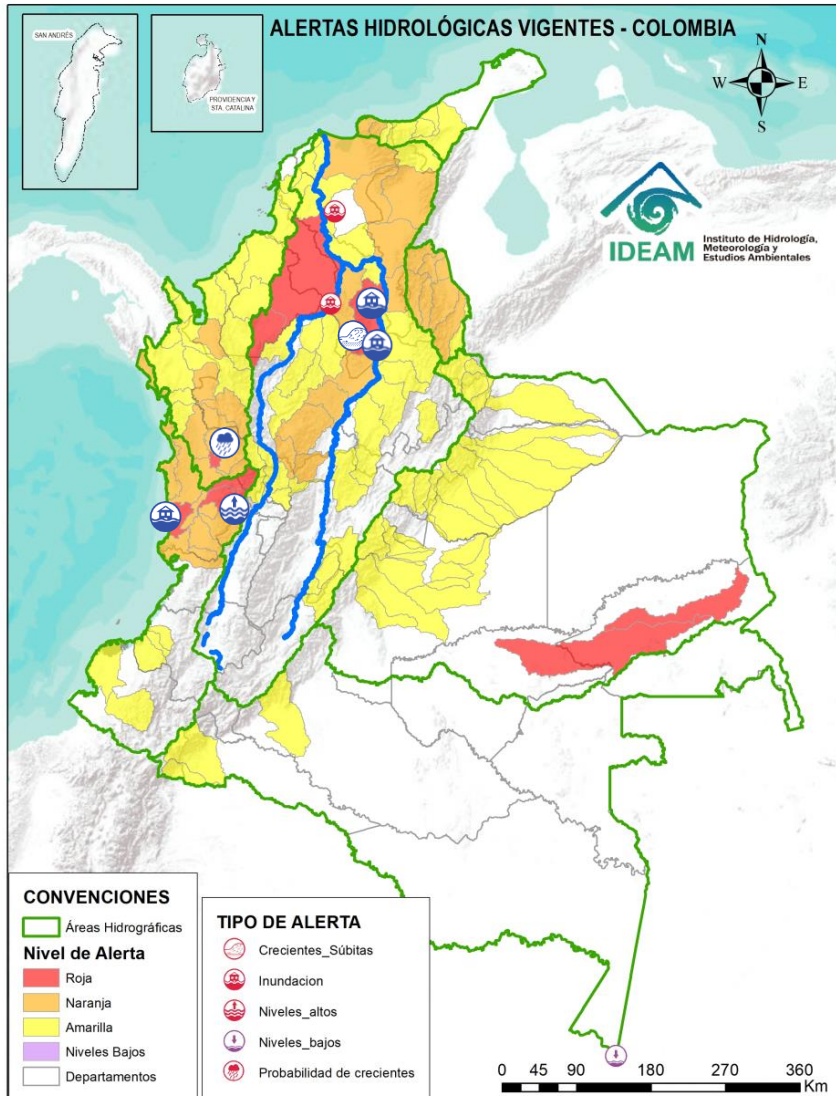 ALERTAS HIDROLÓGICAS VIGENTES - COLOMBIA
SAN ANDRÉS
PROVIDENCIA Y
STA. CATALINA
N
W
E
S
IDEAM
Instituto de Hidrología,
Meteorología y
Estudios Ambientales
CONVENCIONES
Áreas Hidrográficas
Nivel de Alerta
Roja
Naranja
Amarilla
Niveles Bajos
Departamentos
TIPO DE ALERTA
Crecientes_Súbitas
Inundacion
Niveles_altos
Niveles_bajos
Probabilidad de crecientes
0 45 90 180 270 360
Km